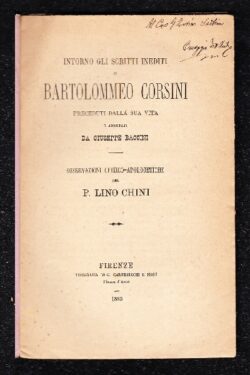 INTORNO GLI SCRITTI INEDITI
DI
BARTOLOMMEO CORSINI
PRECEDUTI DALLA SUA VITA
DA GIUSEPPE BACCINI
OSSERVAZIONI CRITICO-APOLOGETICHE
DEL
P. LINO CHINI
FIRENZE
TIPOGRAFIA DI G. CARNESECCHI E FIGLI
1883